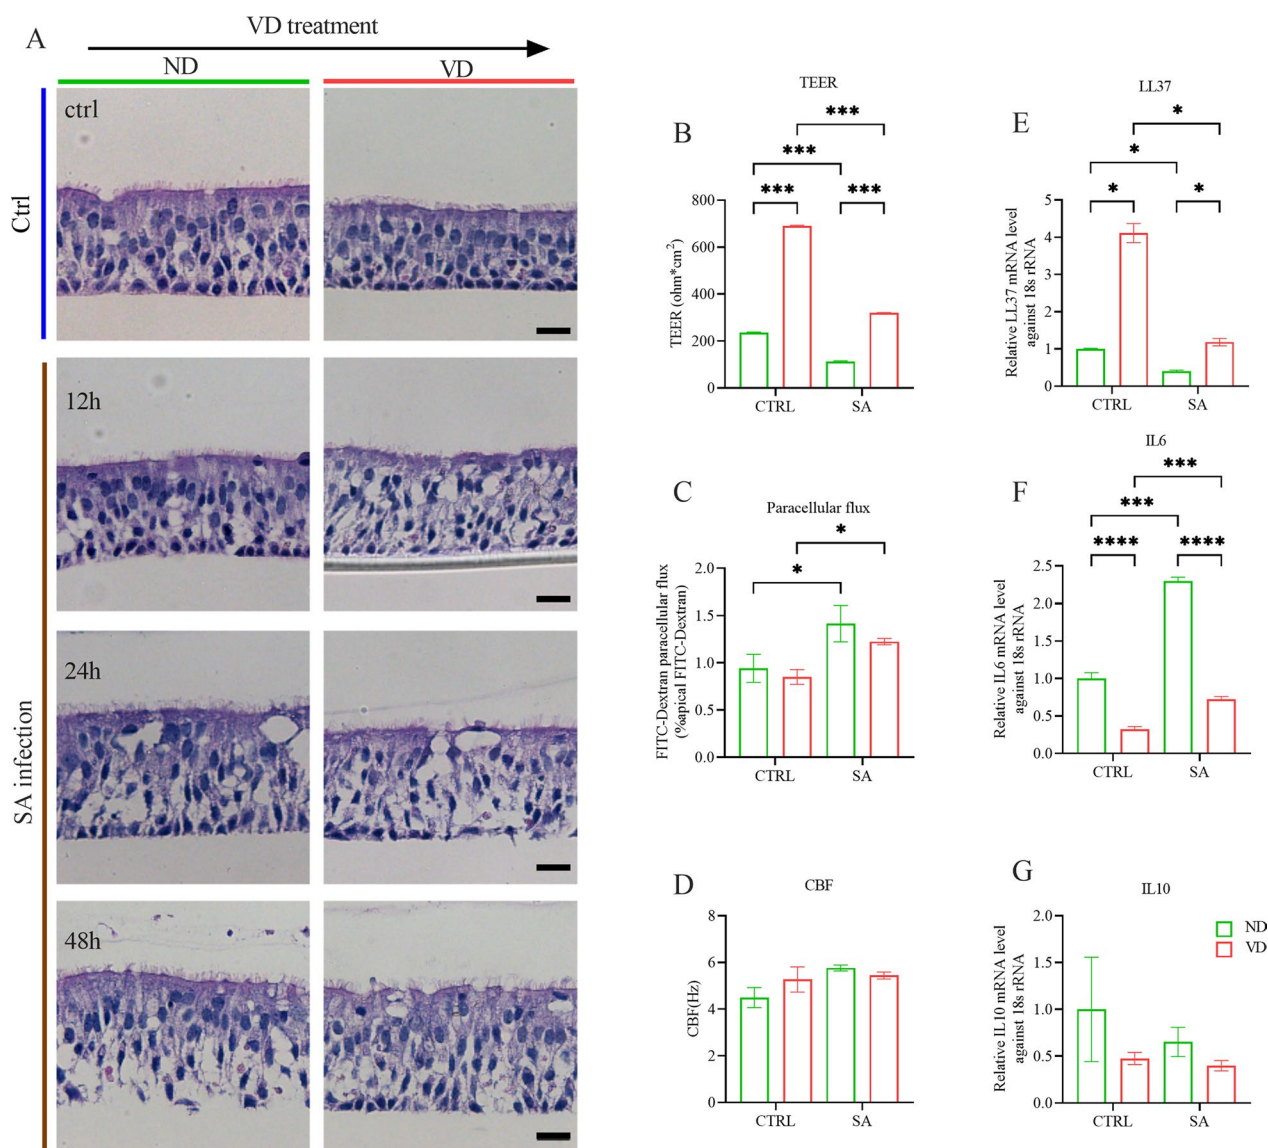 A
VD treatment
ND
VD
Ctrl
ctrl
SA infection
12h
24h
48h
B
TEER
***
***
***
***
TEER (ohm*cm²)
800
600
400
200
0
CTRL
SA
C
Paracellular flux
*
*
FITC-Dextran paracellular flux
(%apical FITC-Dextran)
2.0
1.5
1.0
0.5
0.0
CTRL
SA
D
CBF
CBF(Hz)
8
6
4
2
0
CTRL
SA
E
LL37
*
*
*
*
Relative LL37 mRNA level
against 18s rRNA
5
4
3
2
1
0
CTRL
SA
F
IL6
***
***
****
****
Relative IL6 mRNA level
against 18s rRNA
2.5
2.0
1.5
1.0
0.5
0.0
CTRL
SA
G
IL10
Relative IL10 mRNA level
against 18s rRNA
2.0
1.5
1.0
0.5
0.0
CTRL
SA
ND
VD